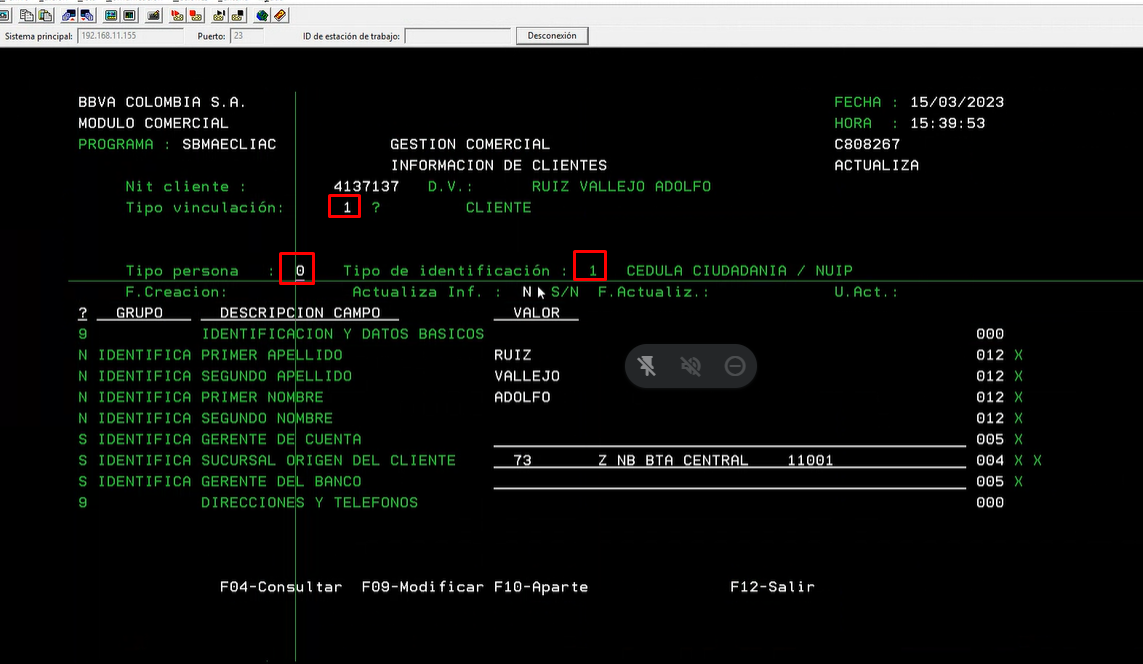 Sistema principal: 192.168.11.155 Puerto: 23 ID de estación de trabajo: Desconexión
BBVA COLOMBIA S.A. FECHA : 15/03/2023
MODULO COMERCIAL HORA : 15:39:53
PROGRAMA : SBMAECLIAC GESTION COMERCIAL C808267
INFORMACION DE CLIENTES ACTUALIZA
Nit cliente : 4137137 D.V.: RUIZ VALLEJO ADOLFO
Tipo vinculación: 1 ? CLIENTE
Tipo persona : 0 Tipo de identificación : 1 CEDULA CIUDADANIA / NUIP
F.Creacion: Actualiza Inf. : N S/N F.Actualiz.: U.Act.:
? GRUPO DESCRIPCION CAMPO VALOR
9 IDENTIFICACION Y DATOS BASICOS 000
N IDENTIFICA PRIMER APELLIDO RUIZ 012 X
N IDENTIFICA SEGUNDO APELLIDO VALLEJO 012 X
N IDENTIFICA PRIMER NOMBRE ADOLFO 012 X
N IDENTIFICA SEGUNDO NOMBRE 012 X
S IDENTIFICA GERENTE DE CUENTA 005 X
S IDENTIFICA SUCURSAL ORIGEN DEL CLIENTE 73 Z NB BTA CENTRAL 11001 004 X X
S IDENTIFICA GERENTE DEL BANCO 005 X
9 DIRECCIONES Y TELEFONOS 000
F04-Consultar F09-Modificar F10-Aparte F12-Salir